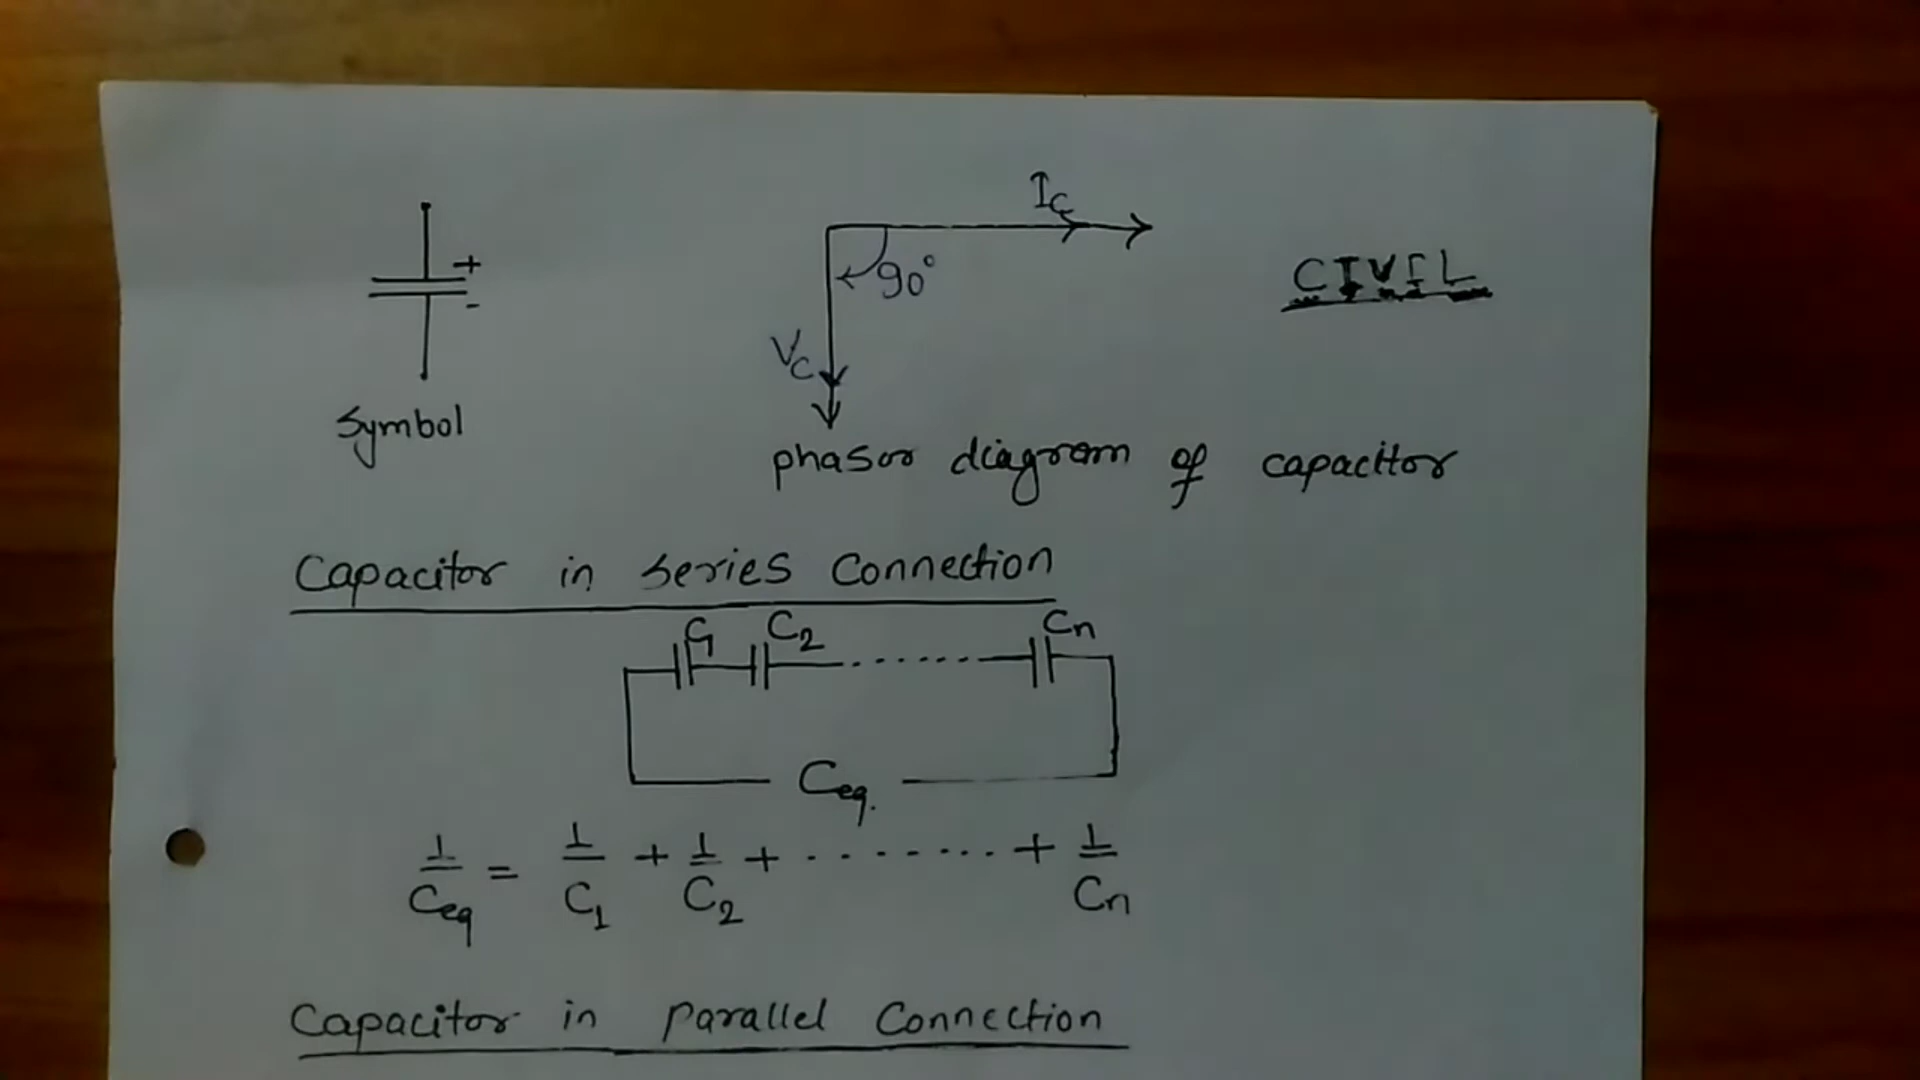 +
-
Symbol
Ic
90°
Vc
CIVIL
phasor diagram of capacitor
Capacitor in series connection
C1 C2 ....... Cn
Ceq.
1/Ceq = 1/C1 + 1/C2 + ........ + 1/Cn
Capacitor in parallel connection